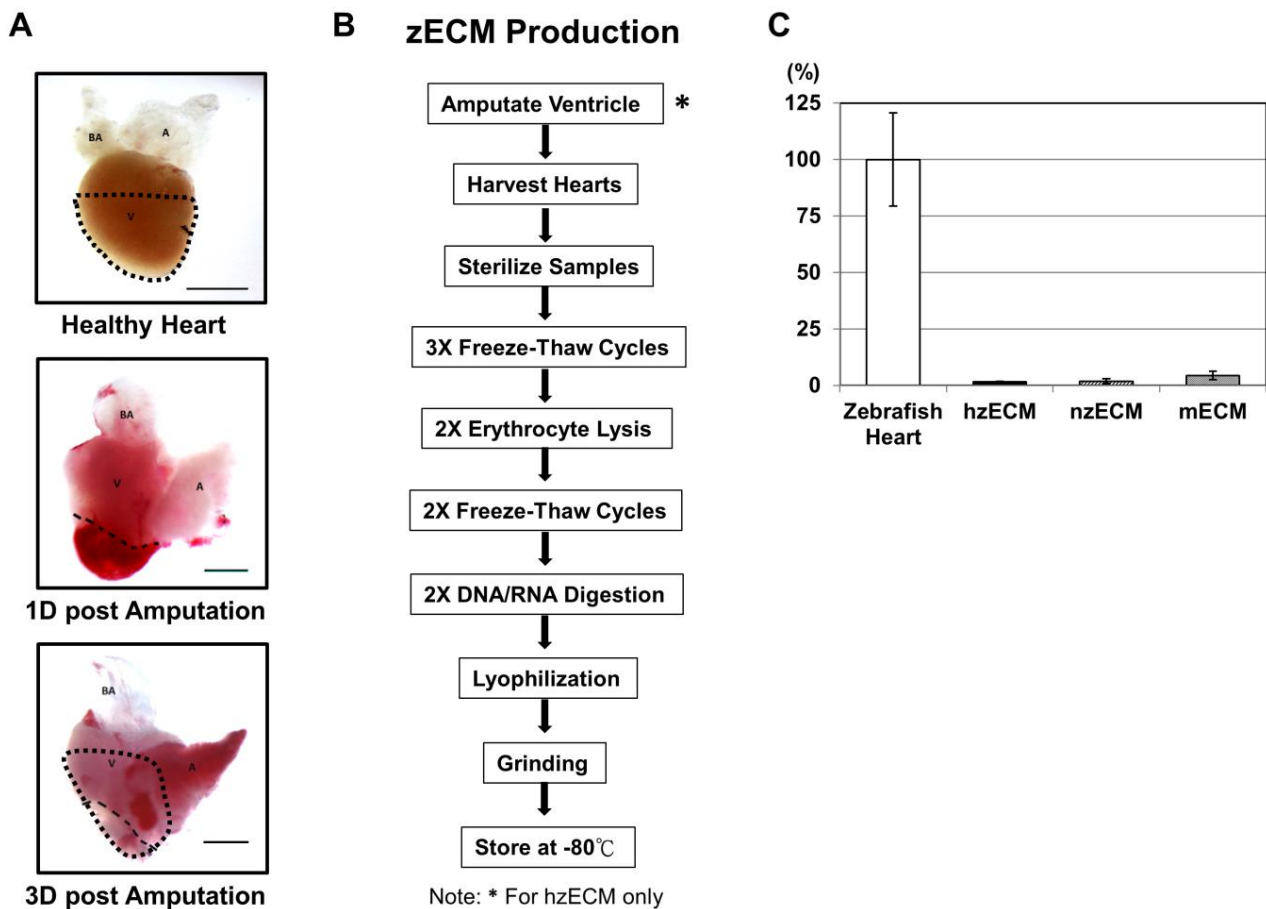 A
BA
A
V
Healthy Heart
BA
V
A
1D post Amputation
BA
V
A
3D post Amputation
B
zECM Production
Amputate Ventricle *
Harvest Hearts
Sterilize Samples
3X Freeze-Thaw Cycles
2X Erythrocyte Lysis
2X Freeze-Thaw Cycles
2X DNA/RNA Digestion
Lyophilization
Grinding
Store at -80℃
Note: * For hzECM only
C
(%)
125
100
75
50
25
0
Zebrafish
Heart
hzECM
nzECM
mECM